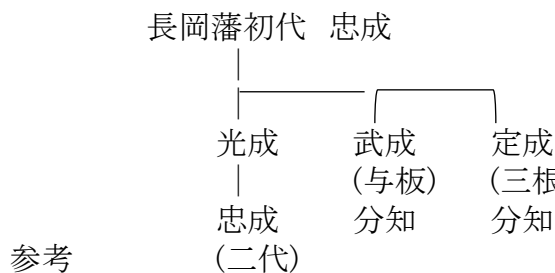 長岡藩初代 忠成
光成 武成 定成
(与板) (三根
忠成 分知 分知
参考 (二代)